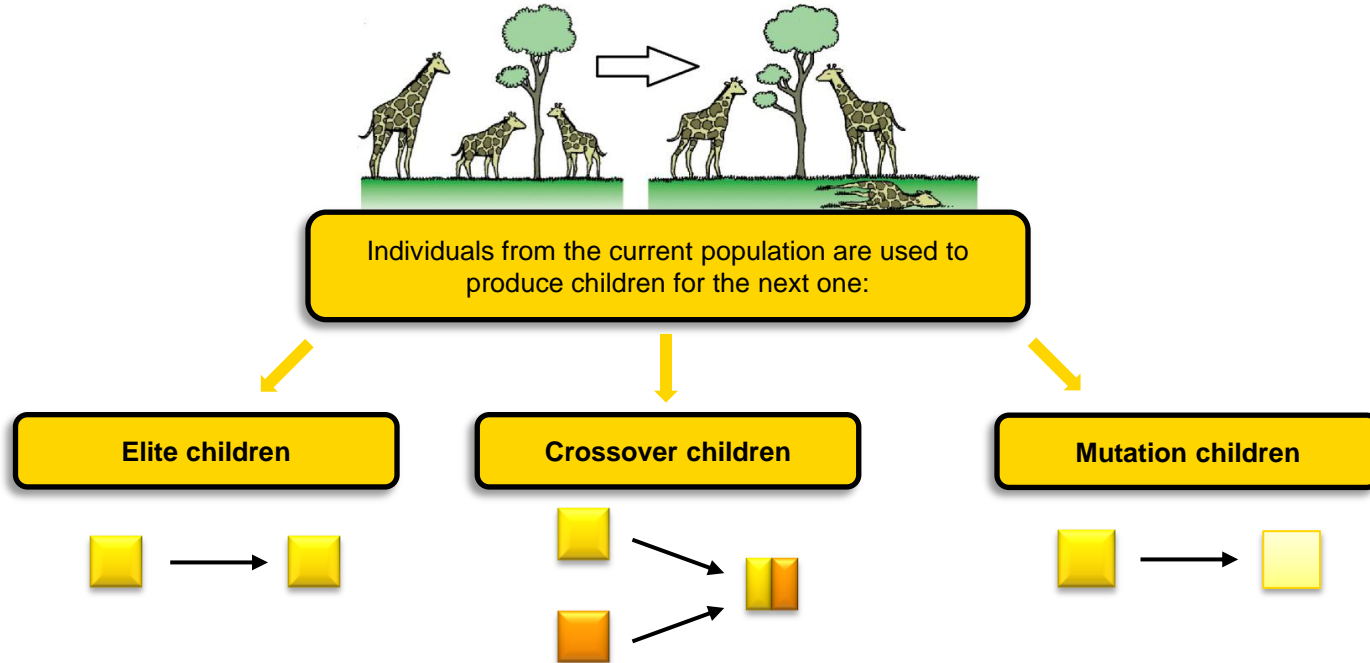 Individuals from the current population are used to
produce children for the next one:
Elite children
Crossover children
Mutation children